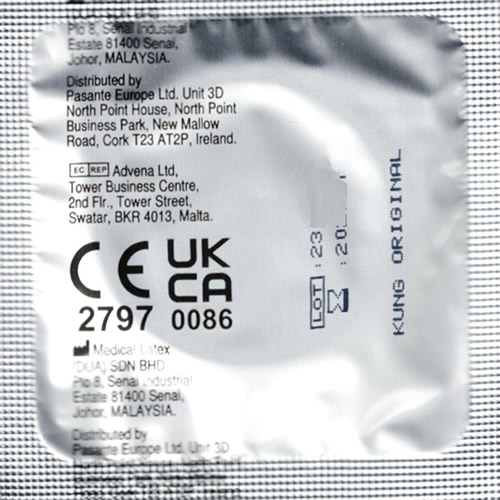 Plo 8, Senai Industrial
Estate 81400 Senai,
Johor, MALAYSIA.
Distributed by
Pasante Europe Ltd. Unit 3D
North Point House, North Point
Business Park, New Mallow
Road, Cork T23 AT2P, Ireland.
EC REP Advena Ltd,
Tower Business Centre,
2nd Flr., Tower Street,
Swatar, BKR 4013, Malta.
CE UK
CA
2797 0086
Medical Latex
(DUA) SDN BHD
Plo 8, Senai Industrial
Estate 81400 Senai,
Johor, MALAYSIA.
Distributed by
Pasante Europe Ltd. Unit 3D
LOT : 23
: 20
KUNG ORIGINAL